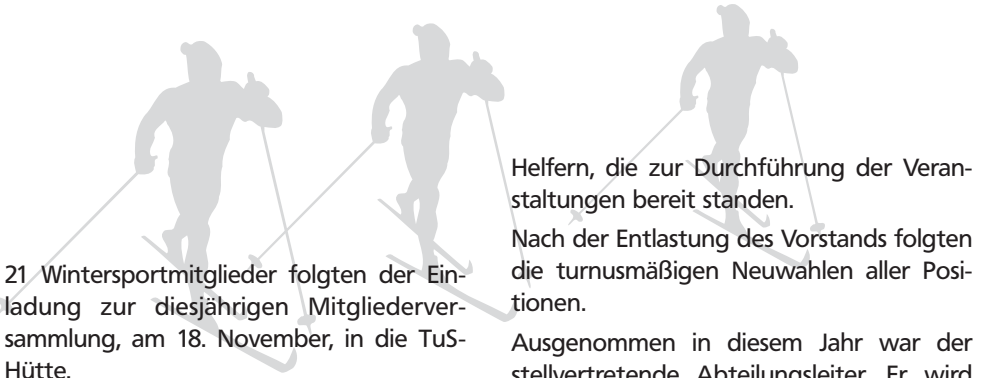 21 Wintersportmitglieder folgten der Ein-
ladung zur diesjährigen Mitgliederver-
sammlung, am 18. November, in die TuS-
Hütte.
Helfern, die zur Durchführung der Veran-
staltungen bereit standen.
Nach der Entlastung des Vorstands folgten
die turnusmäßigen Neuwahlen aller Posi-
tionen.
Ausgenommen in diesem Jahr war der
stellvertretende Abteilungsleiter. Er wird